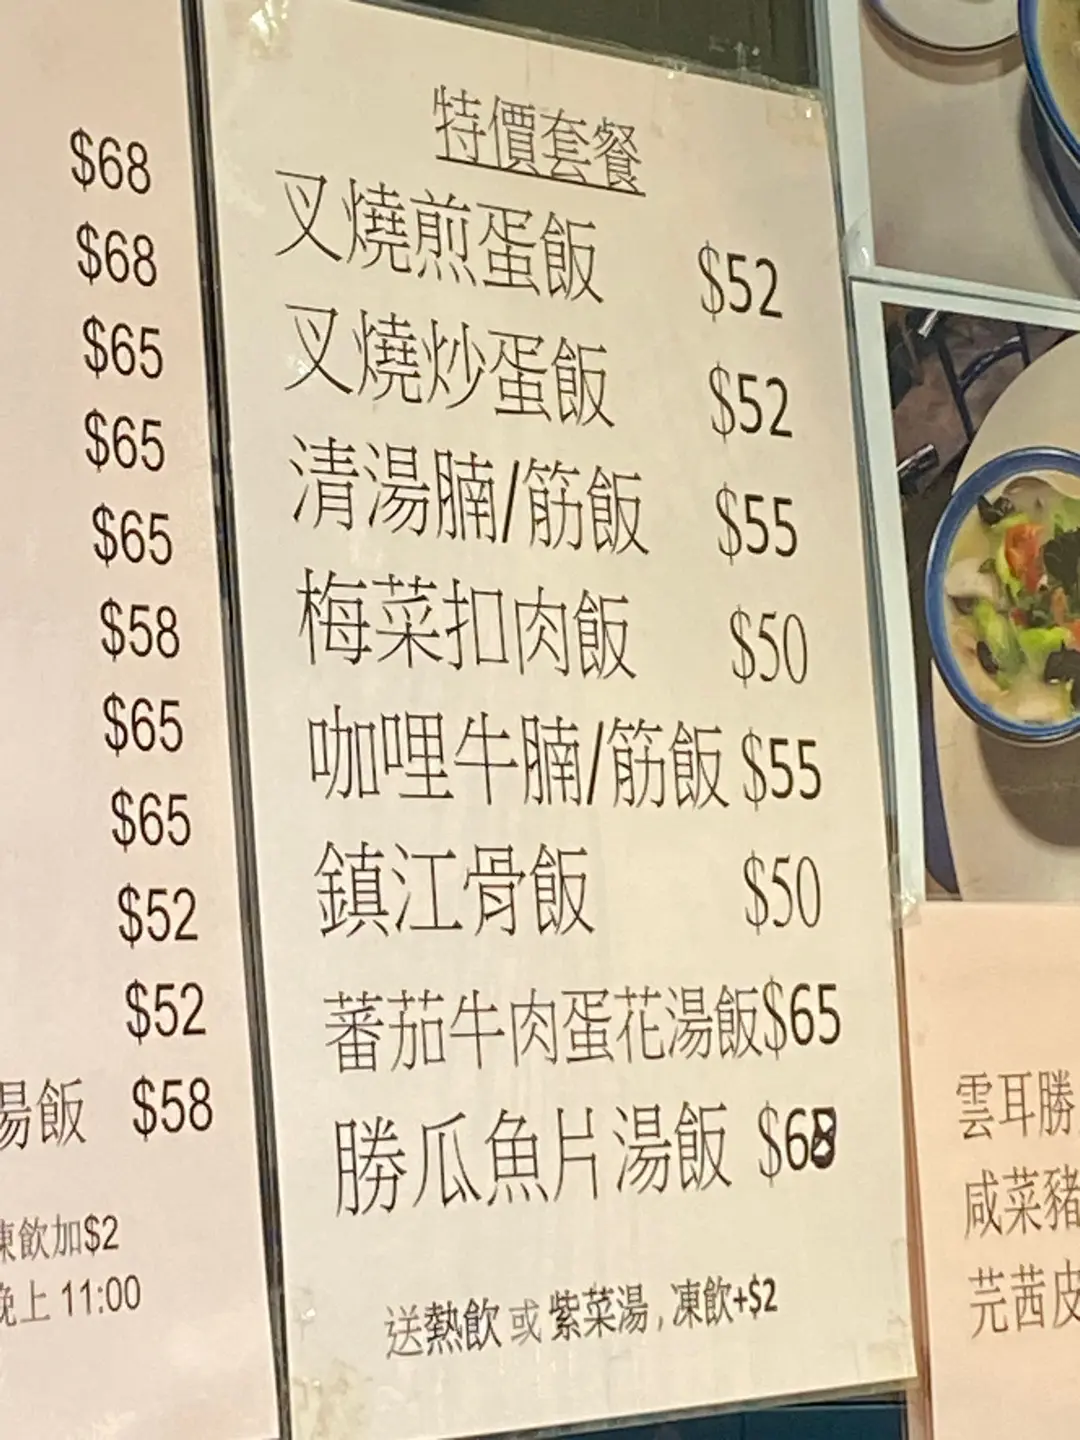 $68
$68
$65
$65
$65
$58
$65
$65
$52
$52
湯飯 $58
凍飲加$2
晚上 11:00
特價套餐
叉燒煎蛋飯 $52
叉燒炒蛋飯 $52
清湯腩/筋飯 $55
梅菜扣肉飯 $50
咖哩牛腩/筋飯 $55
鎮江骨飯 $50
蕃茄牛肉蛋花湯飯$65
勝瓜魚片湯飯 $68
送熱飲 或 紫菜湯, 凍飲+$2
雲耳勝
咸菜豬
芫茜皮